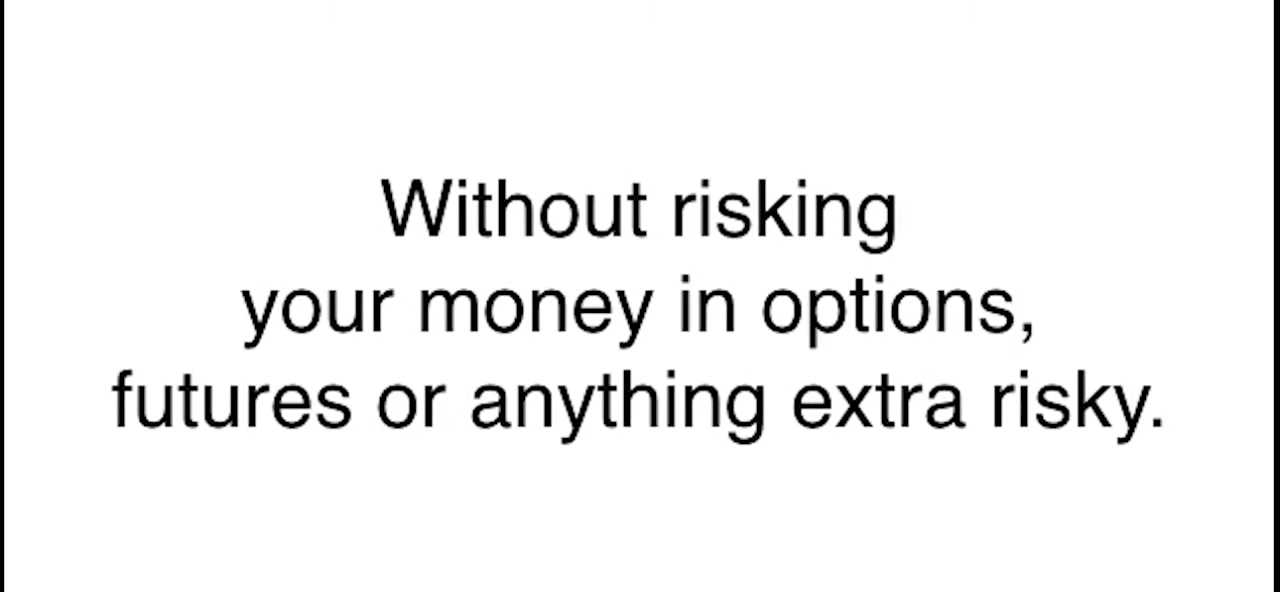 Without risking
your money in options,
futures or anything extra risky.